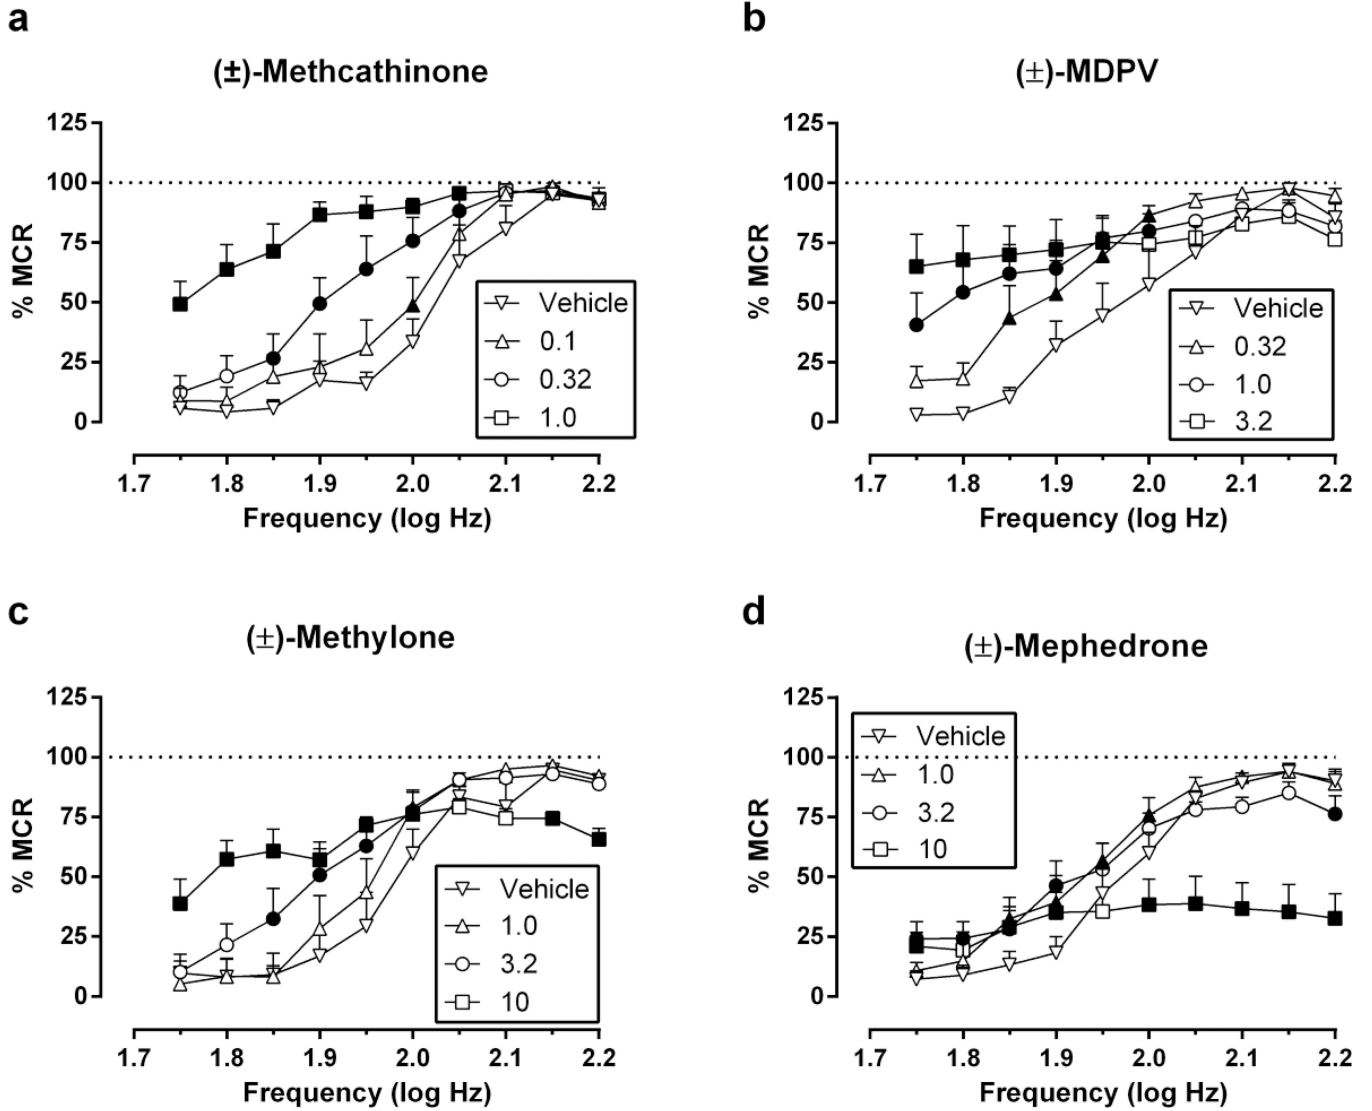 a
(±)-Methcathinone
125
100
75
50
25
0
% MCR
Vehicle
0.1
0.32
1.0
1.7 1.8 1.9 2.0 2.1 2.2
Frequency (log Hz)
b
(±)-MDPV
125
100
75
50
25
0
% MCR
Vehicle
0.32
1.0
3.2
1.7 1.8 1.9 2.0 2.1 2.2
Frequency (log Hz)
c
(±)-Methylone
125
100
75
50
25
0
% MCR
Vehicle
1.0
3.2
10
1.7 1.8 1.9 2.0 2.1 2.2
Frequency (log Hz)
d
(±)-Mephedrone
125
100
75
50
25
0
% MCR
Vehicle
1.0
3.2
10
1.7 1.8 1.9 2.0 2.1 2.2
Frequency (log Hz)